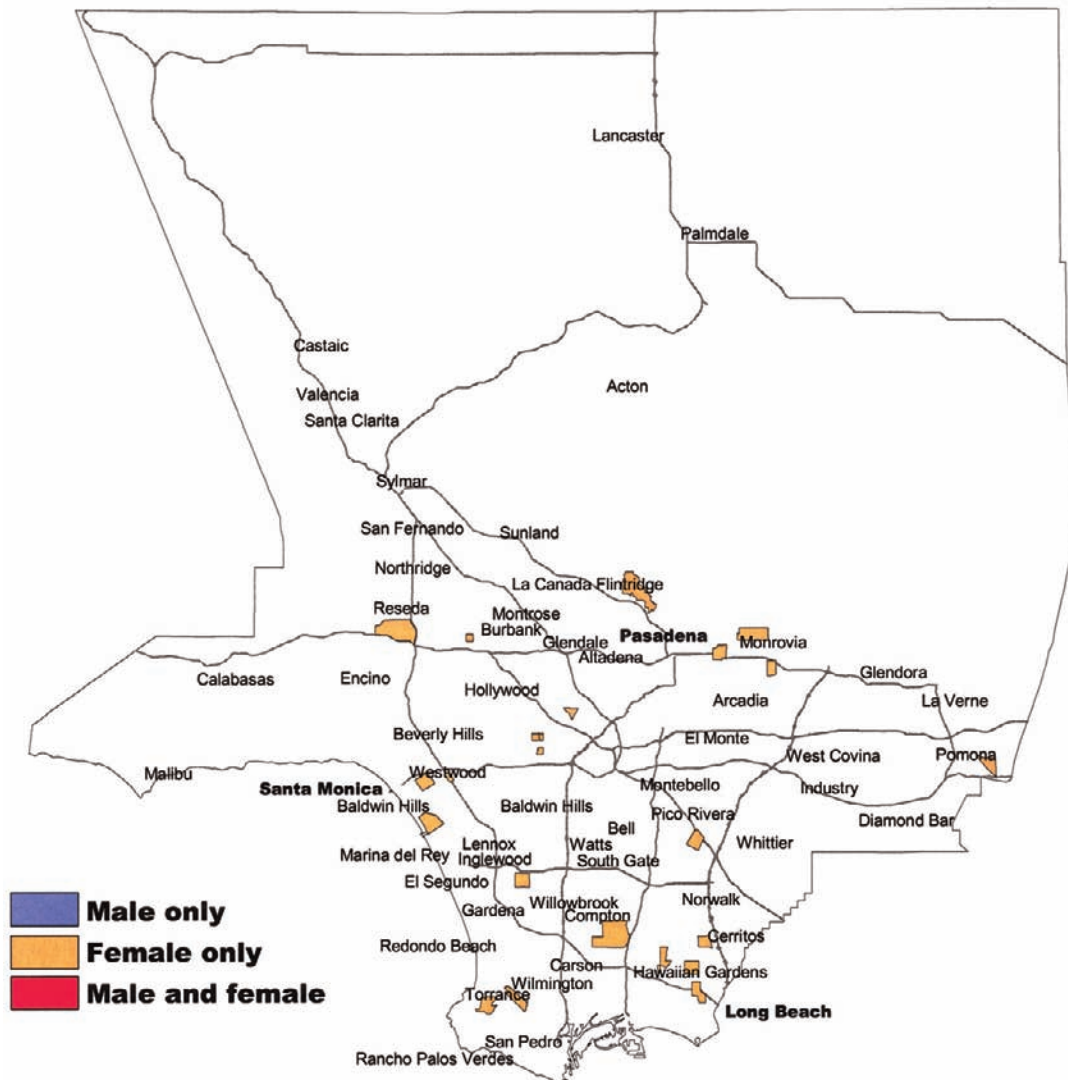 Lancaster
Palmdale
Castaic
Acton
Valencia
Santa Clarita
Sylmar
San Fernando
Sunland
Northridge
La Canada Flintridge
Reseda
Montrose
Burbank
Pasadena
Glendale
Monrovia
Altadena
Calabasas
Encino
Glendora
Hollywood
Arcadia
La Verne
Beverly Hills
El Monte
West Covina
Pomona
Malibu
Westwood
Santa Monica
Montebello
Industry
Baldwin Hills
Baldwin Hills
Pico Rivera
Diamond Bar
Bell
Marina del Rey
Lennox
Watts
Whittier
Inglewood
South Gate
El Segundo
Norwalk
Gardena
Willowbrook
Compton
Redondo Beach
Cerritos
Carson
Hawaiian Gardens
Wilmington
Torrance
Long Beach
San Pedro
Rancho Palos Verdes
Male only
Female only
Male and female